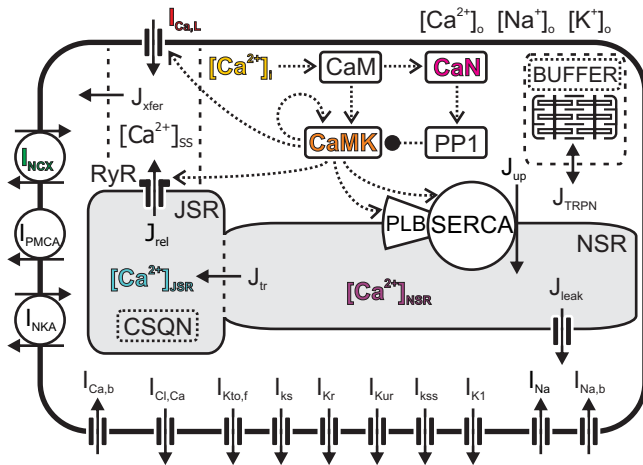 I_Ca,L
[Ca²⁺]_o [Na⁺]_o [K⁺]_o
[Ca²⁺]_i
CaM
CaN
BUFFER
J_xfer
[Ca²⁺]_SS
CaMK
PP1
I_NCX
RyR
J_up
J_TRPN
JSR
PLB
SERCA
NSR
I_PMCA
J_rel
[Ca²⁺]_JSR
J_tr
[Ca²⁺]_NSR
J_leak
I_NKA
CSQN
I_Ca,b
I_Cl,Ca
I_Kto,f
I_ks
I_Kr
I_Kur
I_kss
I_K1
I_Na
I_Na,b